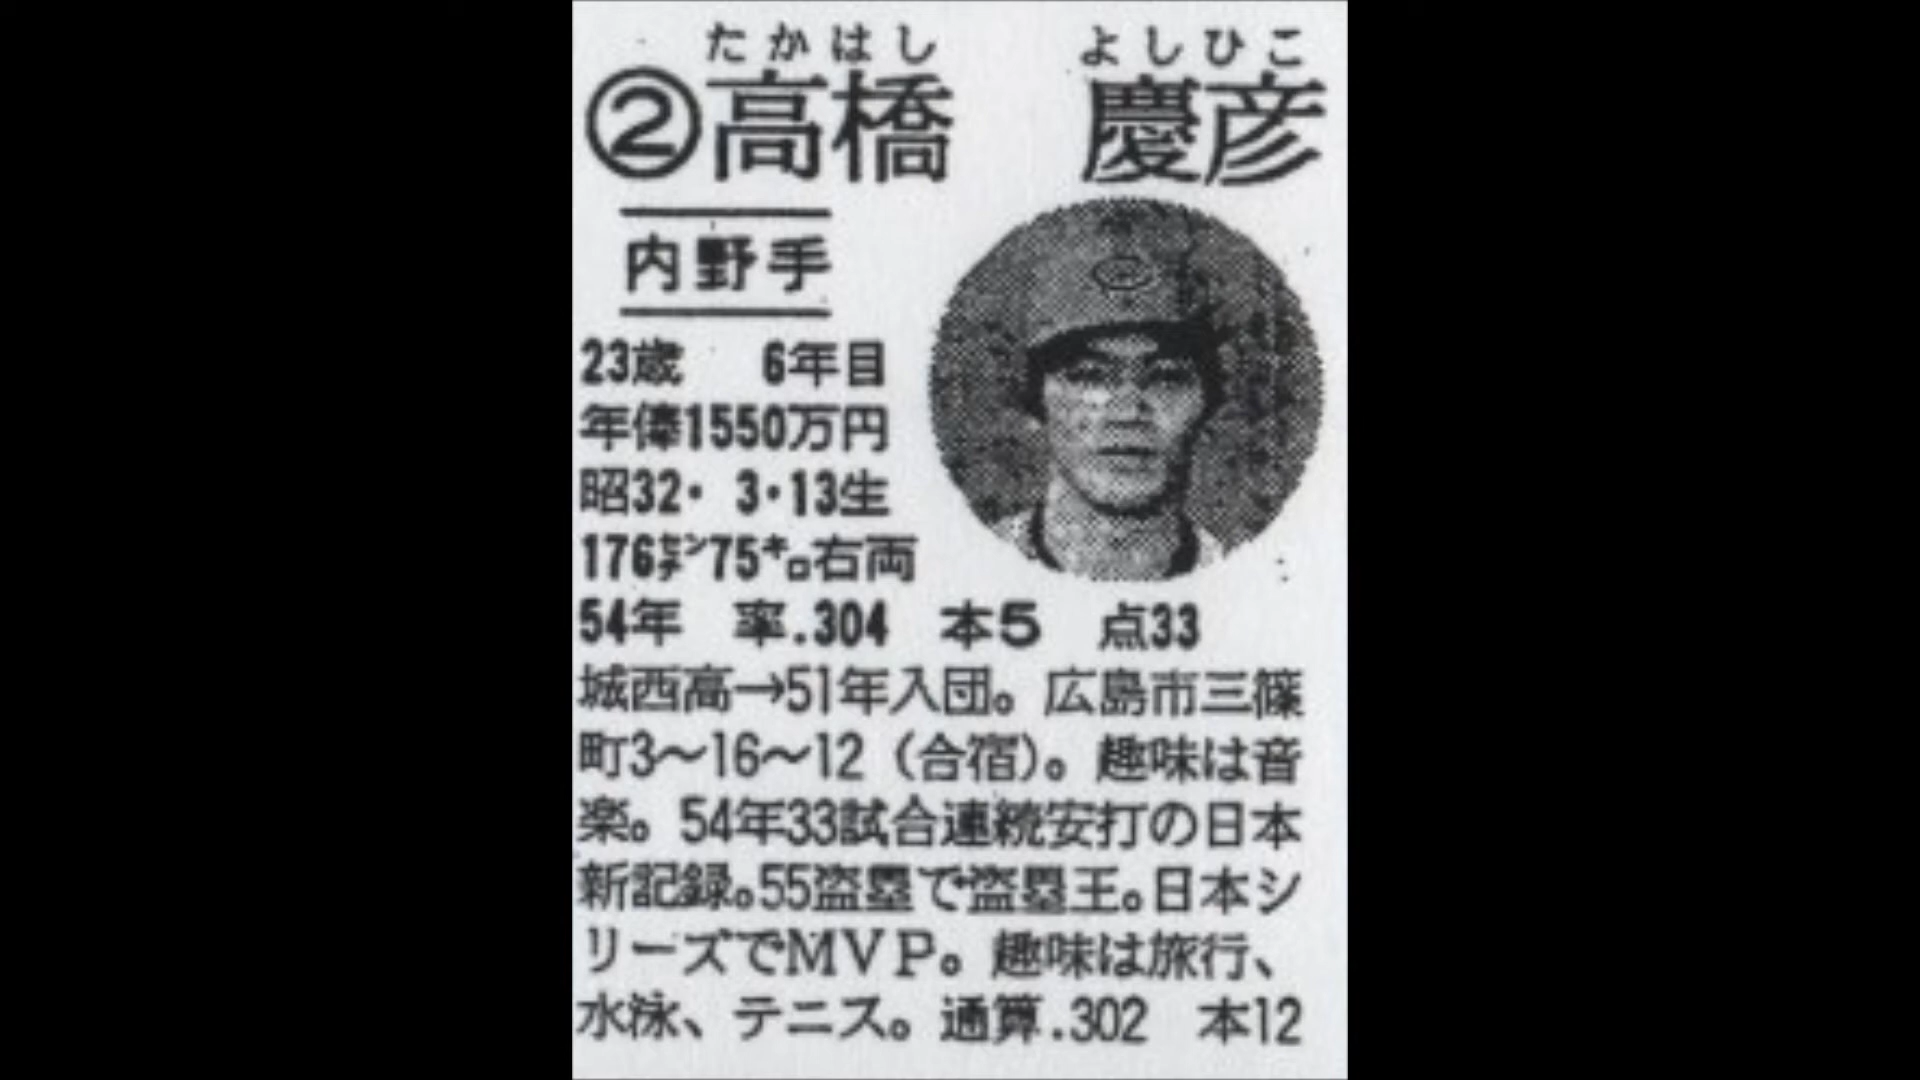 たかはし よしひこ
②高橋 慶彦
内野手
23歳 6年目
年俸1550万円
昭32・3・13生
176センチ75キロ右両
54年 率.304 本5 点33
城西高→51年入団。広島市三篠
町3〜16〜12（合宿）。趣味は音
楽。54年33試合連続安打の日本
新記録。55盗塁で盗塁王。日本シ
リーズでMVP。趣味は旅行、
水泳、テニス。通算.302 本12